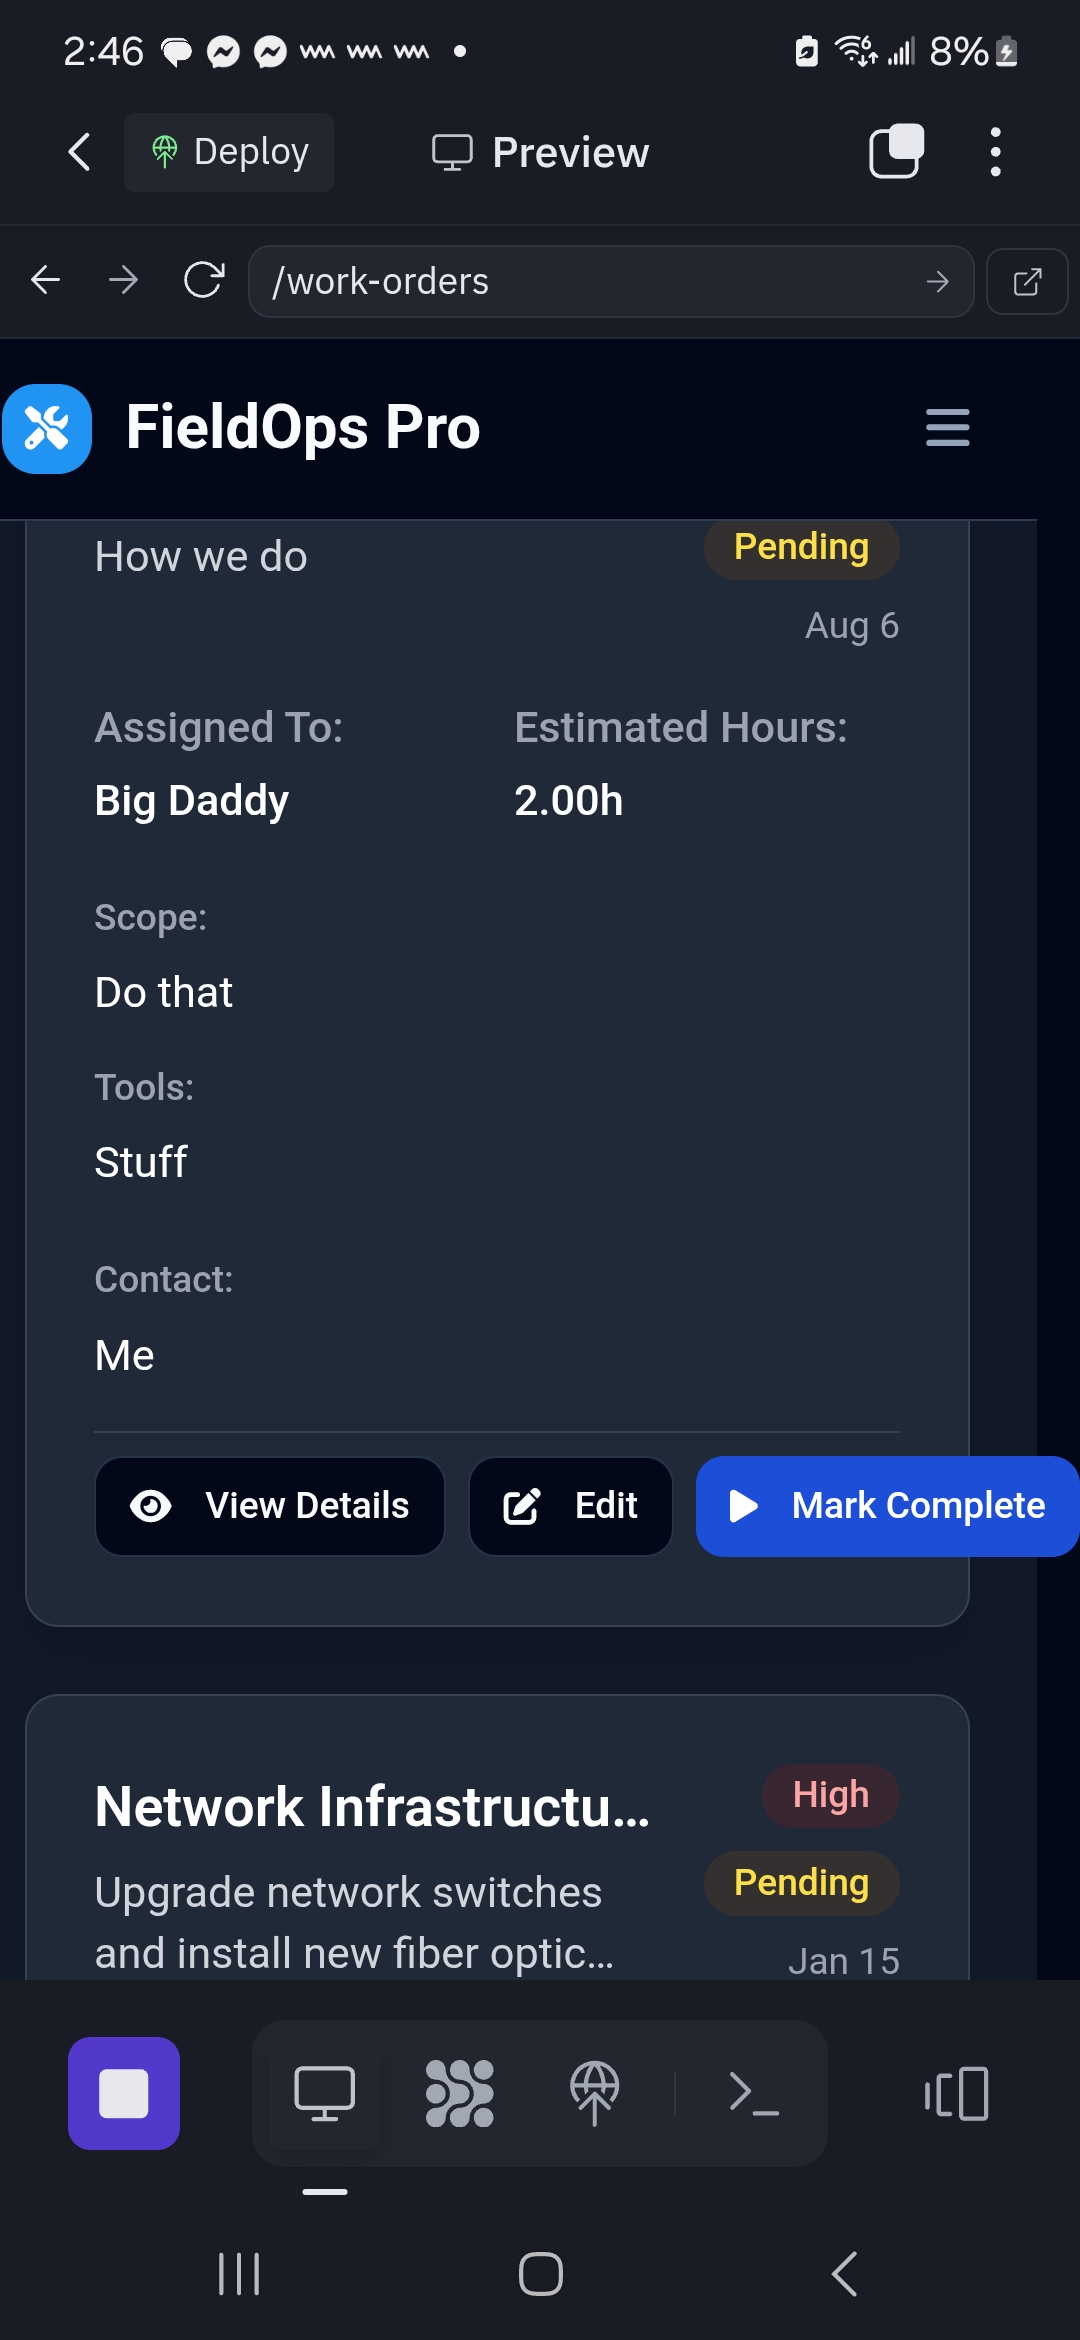 2:46
8%
Deploy
Preview
/work-orders
FieldOps Pro
How we do
Pending
Aug 6
Assigned To:
Estimated Hours:
Big Daddy
2.00h
Scope:
Do that
Tools:
Stuff
Contact:
Me
View Details
Edit
Mark Complete
Network Infrastructu...
High
Upgrade network switches
Pending
and install new fiber optic...
Jan 15